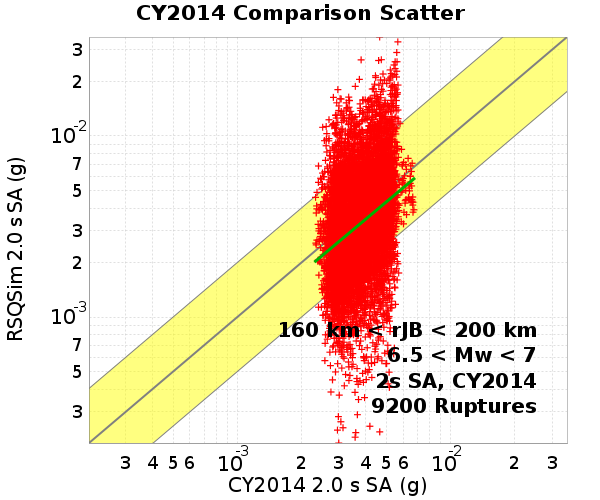 CY2014 Comparison Scatter
RSQSim 2.0 s SA (g)
3
2
10-2
7
5
3
2
10-3
7
5
3
160 km < rJB < 200 km
6.5 < Mw < 7
2s SA, CY2014
9200 Ruptures
3 4 5 6 10-3 2 3 4 5 6 10-2 2 3
CY2014 2.0 s SA (g)